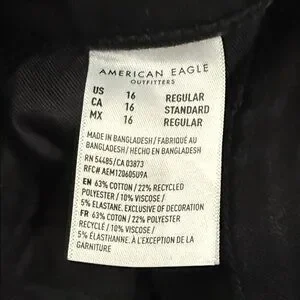 AMERICAN EAGLE
OUTFITTERS
US 16 REGULAR
CA 16 STANDARD
MX 16 REGULAR
MADE IN BANGLADESH / FABRIQUÉ AU
BANGLADESH / HECHO EN BANGLADESH
RN 54485/CA 03873
RFC# AEM120605U9A
EN 63% COTTON / 22% RECYCLED
POLYESTER / 10% VISCOSE /
5% ELASTANE. EXCLUSIVE OF DECORATION
FR 63% COTON / 22% POLYESTER
RECYCLÉ / 10% VISCOSE /
5% ÉLASTHANNE. À L'EXCEPTION DE LA
GARNITURE